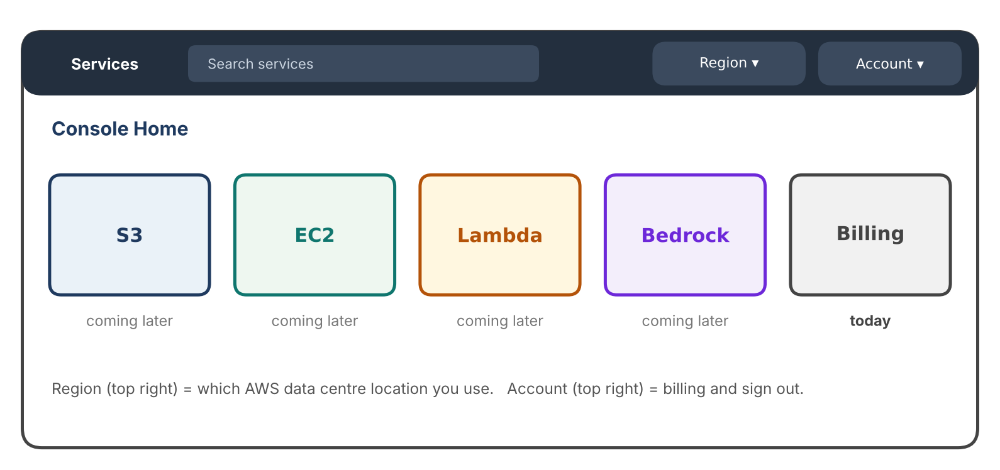 Services
Search services
Region ▾
Account ▾
Console Home
S3
EC2
Lambda
Bedrock
Billing
coming later
coming later
coming later
coming later
today
Region (top right) = which AWS data centre location you use.   Account (top right) = billing and sign out.